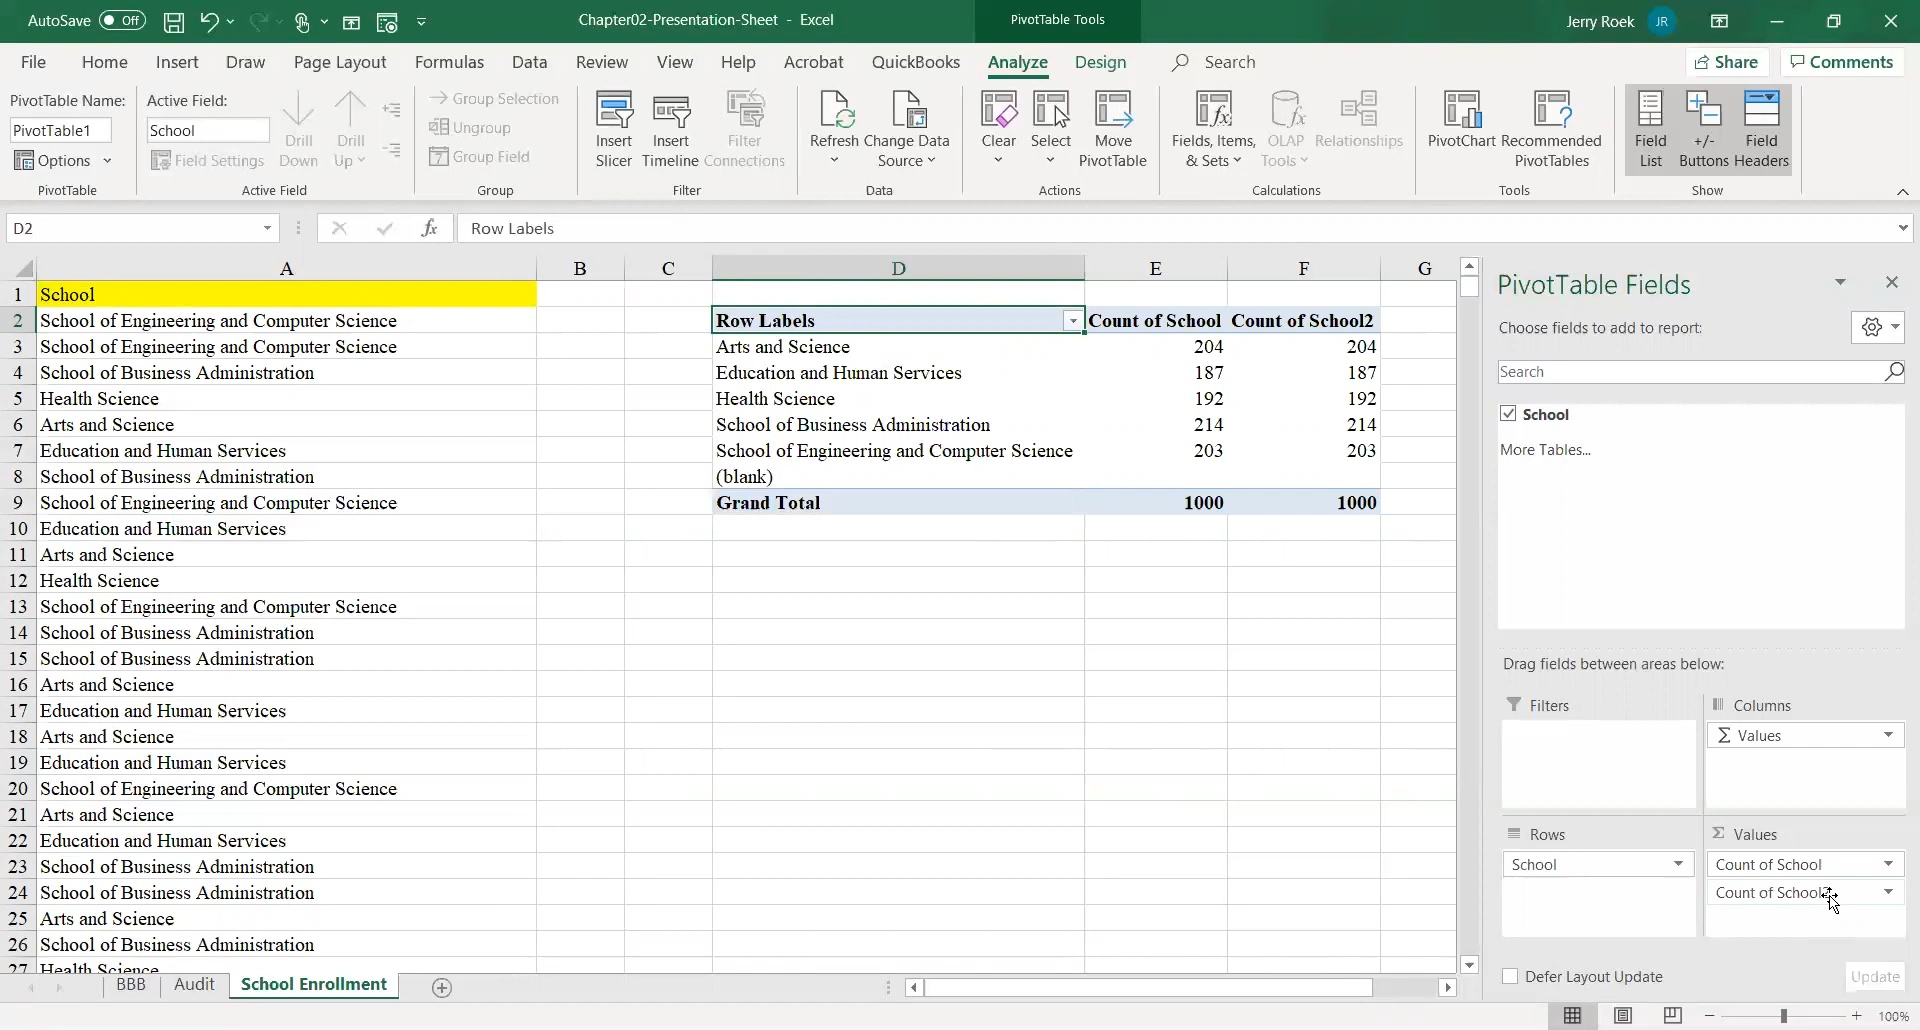 AutoSave Off
Chapter02-Presentation-Sheet - Excel
PivotTable Tools
Jerry Roek JR
File Home Insert Draw Page Layout Formulas Data Review View Help Acrobat QuickBooks Analyze Design Search Share Comments
PivotTable Name:
PivotTable1
Options
PivotTable
Active Field:
School
Field Settings
Drill Down
Drill Up
Active Field
Group Selection
Ungroup
Group Field
Group
Insert Slicer
Insert Timeline
Filter Connections
Filter
Refresh
Change Data Source
Data
Clear
Select
Move PivotTable
Actions
Fields, Items, & Sets
OLAP Tools
Relationships
Calculations
PivotChart
Recommended PivotTables
Tools
Field List
+/- Buttons
Field Headers
Show
D2 fx Row Labels
A B C D E F G
1 School
2 School of Engineering and Computer Science Row Labels Count of School Count of School2
3 School of Engineering and Computer Science Arts and Science 204 204
4 School of Business Administration Education and Human Services 187 187
5 Health Science Health Science 192 192
6 Arts and Science School of Business Administration 214 214
7 Education and Human Services School of Engineering and Computer Science 203 203
8 School of Business Administration (blank)
9 School of Engineering and Computer Science Grand Total 1000 1000
10 Education and Human Services
11 Arts and Science
12 Health Science
13 School of Engineering and Computer Science
14 School of Business Administration
15 School of Business Administration
16 Arts and Science
17 Education and Human Services
18 Arts and Science
19 Education and Human Services
20 School of Engineering and Computer Science
21 Arts and Science
22 Education and Human Services
23 School of Business Administration
24 School of Business Administration
25 Arts and Science
26 School of Business Administration
27 Health Science
PivotTable Fields
Choose fields to add to report:
Search
School
More Tables...
Drag fields between areas below:
Filters
Columns
Σ Values
Rows
School
Σ Values
Count of School
Count of School
Defer Layout Update
Update
BBB Audit School Enrollment
100%